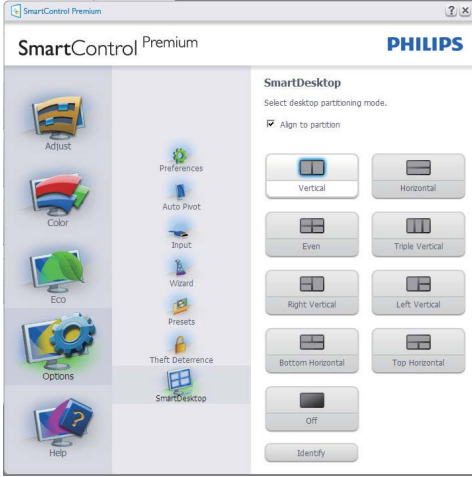 SmartControl Premium
SmartControl Premium
PHILIPS
Adjust
Color
Eco
Options
Help
Preferences
Auto Pivot
Input
Wizard
Presets
Theft Deterrence
SmartDesktop
SmartDesktop
Select desktop partitioning mode.
Align to partition
Vertical
Horizontal
Even
Triple Vertical
Right Vertical
Left Vertical
Bottom Horizontal
Top Horizontal
Off
Identify